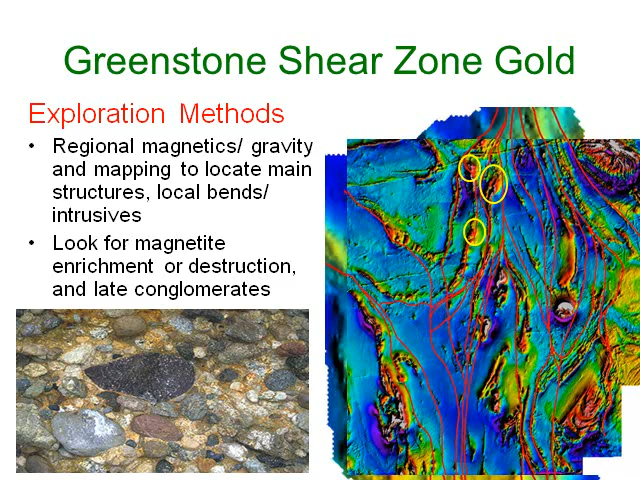 Greenstone Shear Zone Gold
Exploration Methods
• Regional magnetics/ gravity
and mapping to locate main
structures, local bends/
intrusives
• Look for magnetite
enrichment or destruction,
and late conglomerates